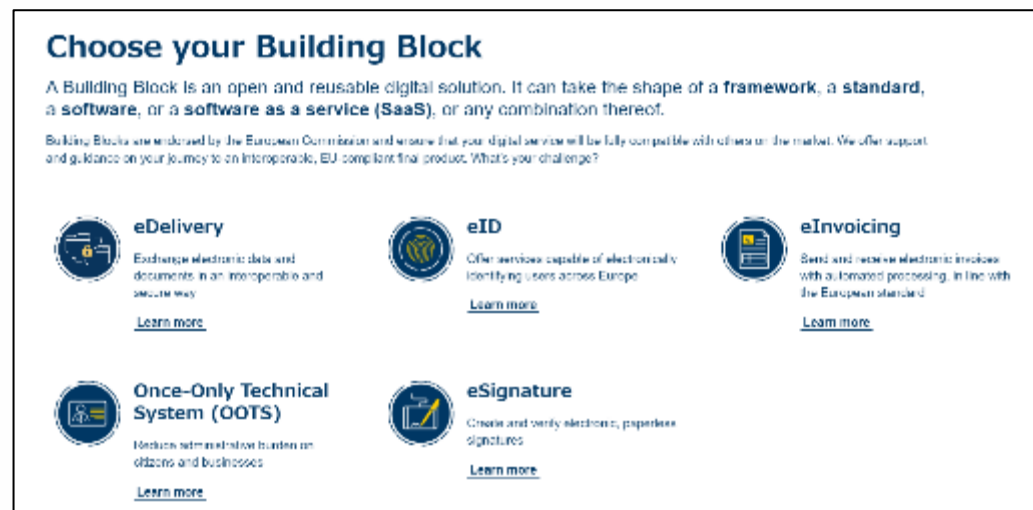 Choose your Building Block
A Building Block is an open and reusable digital solution. It can take the shape of a framework, a standard,
a software, or a software as a service (SaaS), or any combination thereof.
Building Blocks are endorsed by the European Commission and ensure that your digital service will be fully compatible with others on the market. We offer support
and guidance on your journey to an interoperable, EU-compliant final product. What's your challenge?
eDelivery
Exchange electronic data and
documents in an interoperable and
secure way
Learn more
eID
Offer services capable of electronically
identifying users across Europe
Learn more
eInvoicing
Send and receive electronic invoices
with automated processing, in line with
the European standard
Learn more
Once-Only Technical
System (OOTS)
Reduce administrative burden on
citizens and businesses
Learn more
eSignature
Create and verify electronic, paperless
signatures
Learn more